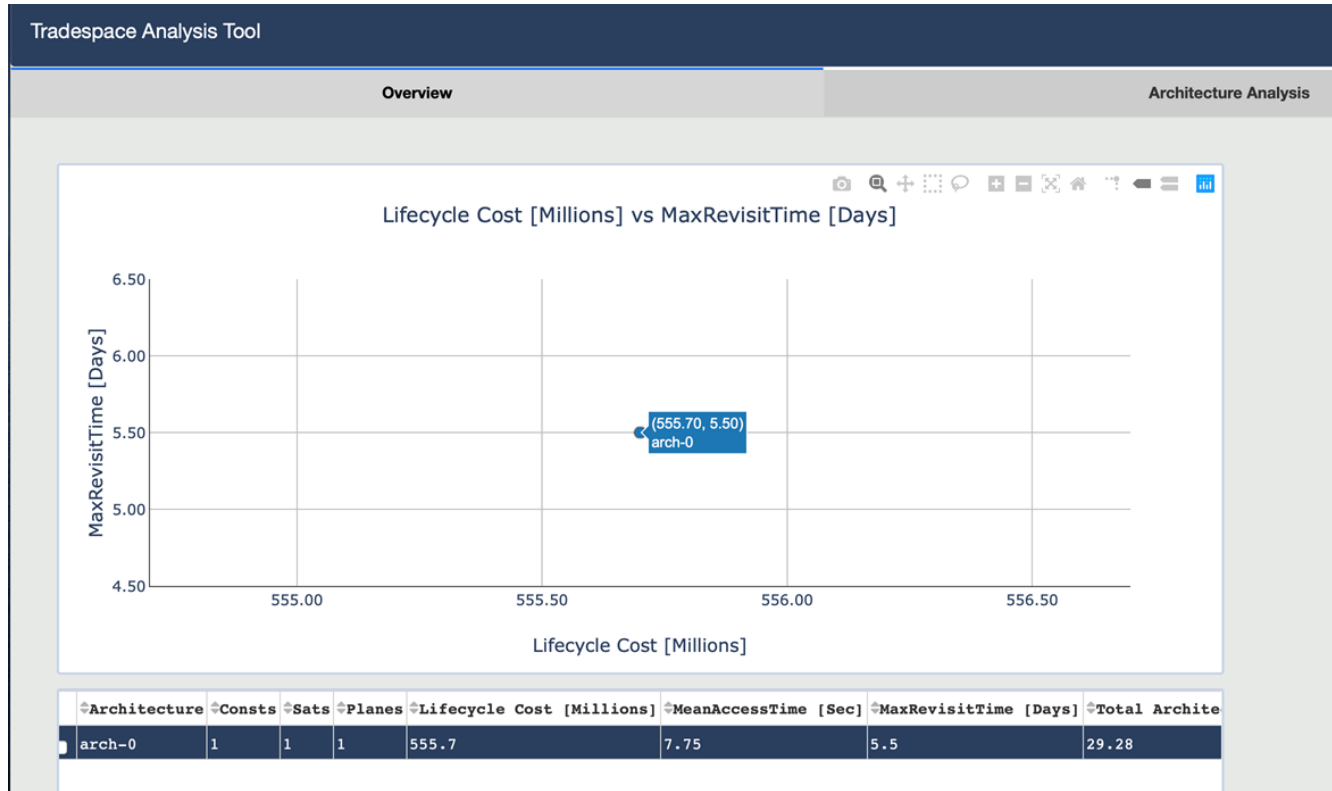 Tradespace Analysis Tool
Overview
Architecture Analysis
Lifecycle Cost [Millions] vs MaxRevisitTime [Days]
MaxRevisitTime [Days]
6.50
6.00
5.50
5.00
4.50
(555.70, 5.50)
arch-0
555.00 555.50 556.00 556.50
Lifecycle Cost [Millions]
Architecture Consts Sats Planes Lifecycle Cost [Millions] MeanAccessTime [Sec] MaxRevisitTime [Days] Total Archite
arch-0 1 1 1 555.7 7.75 5.5 29.28